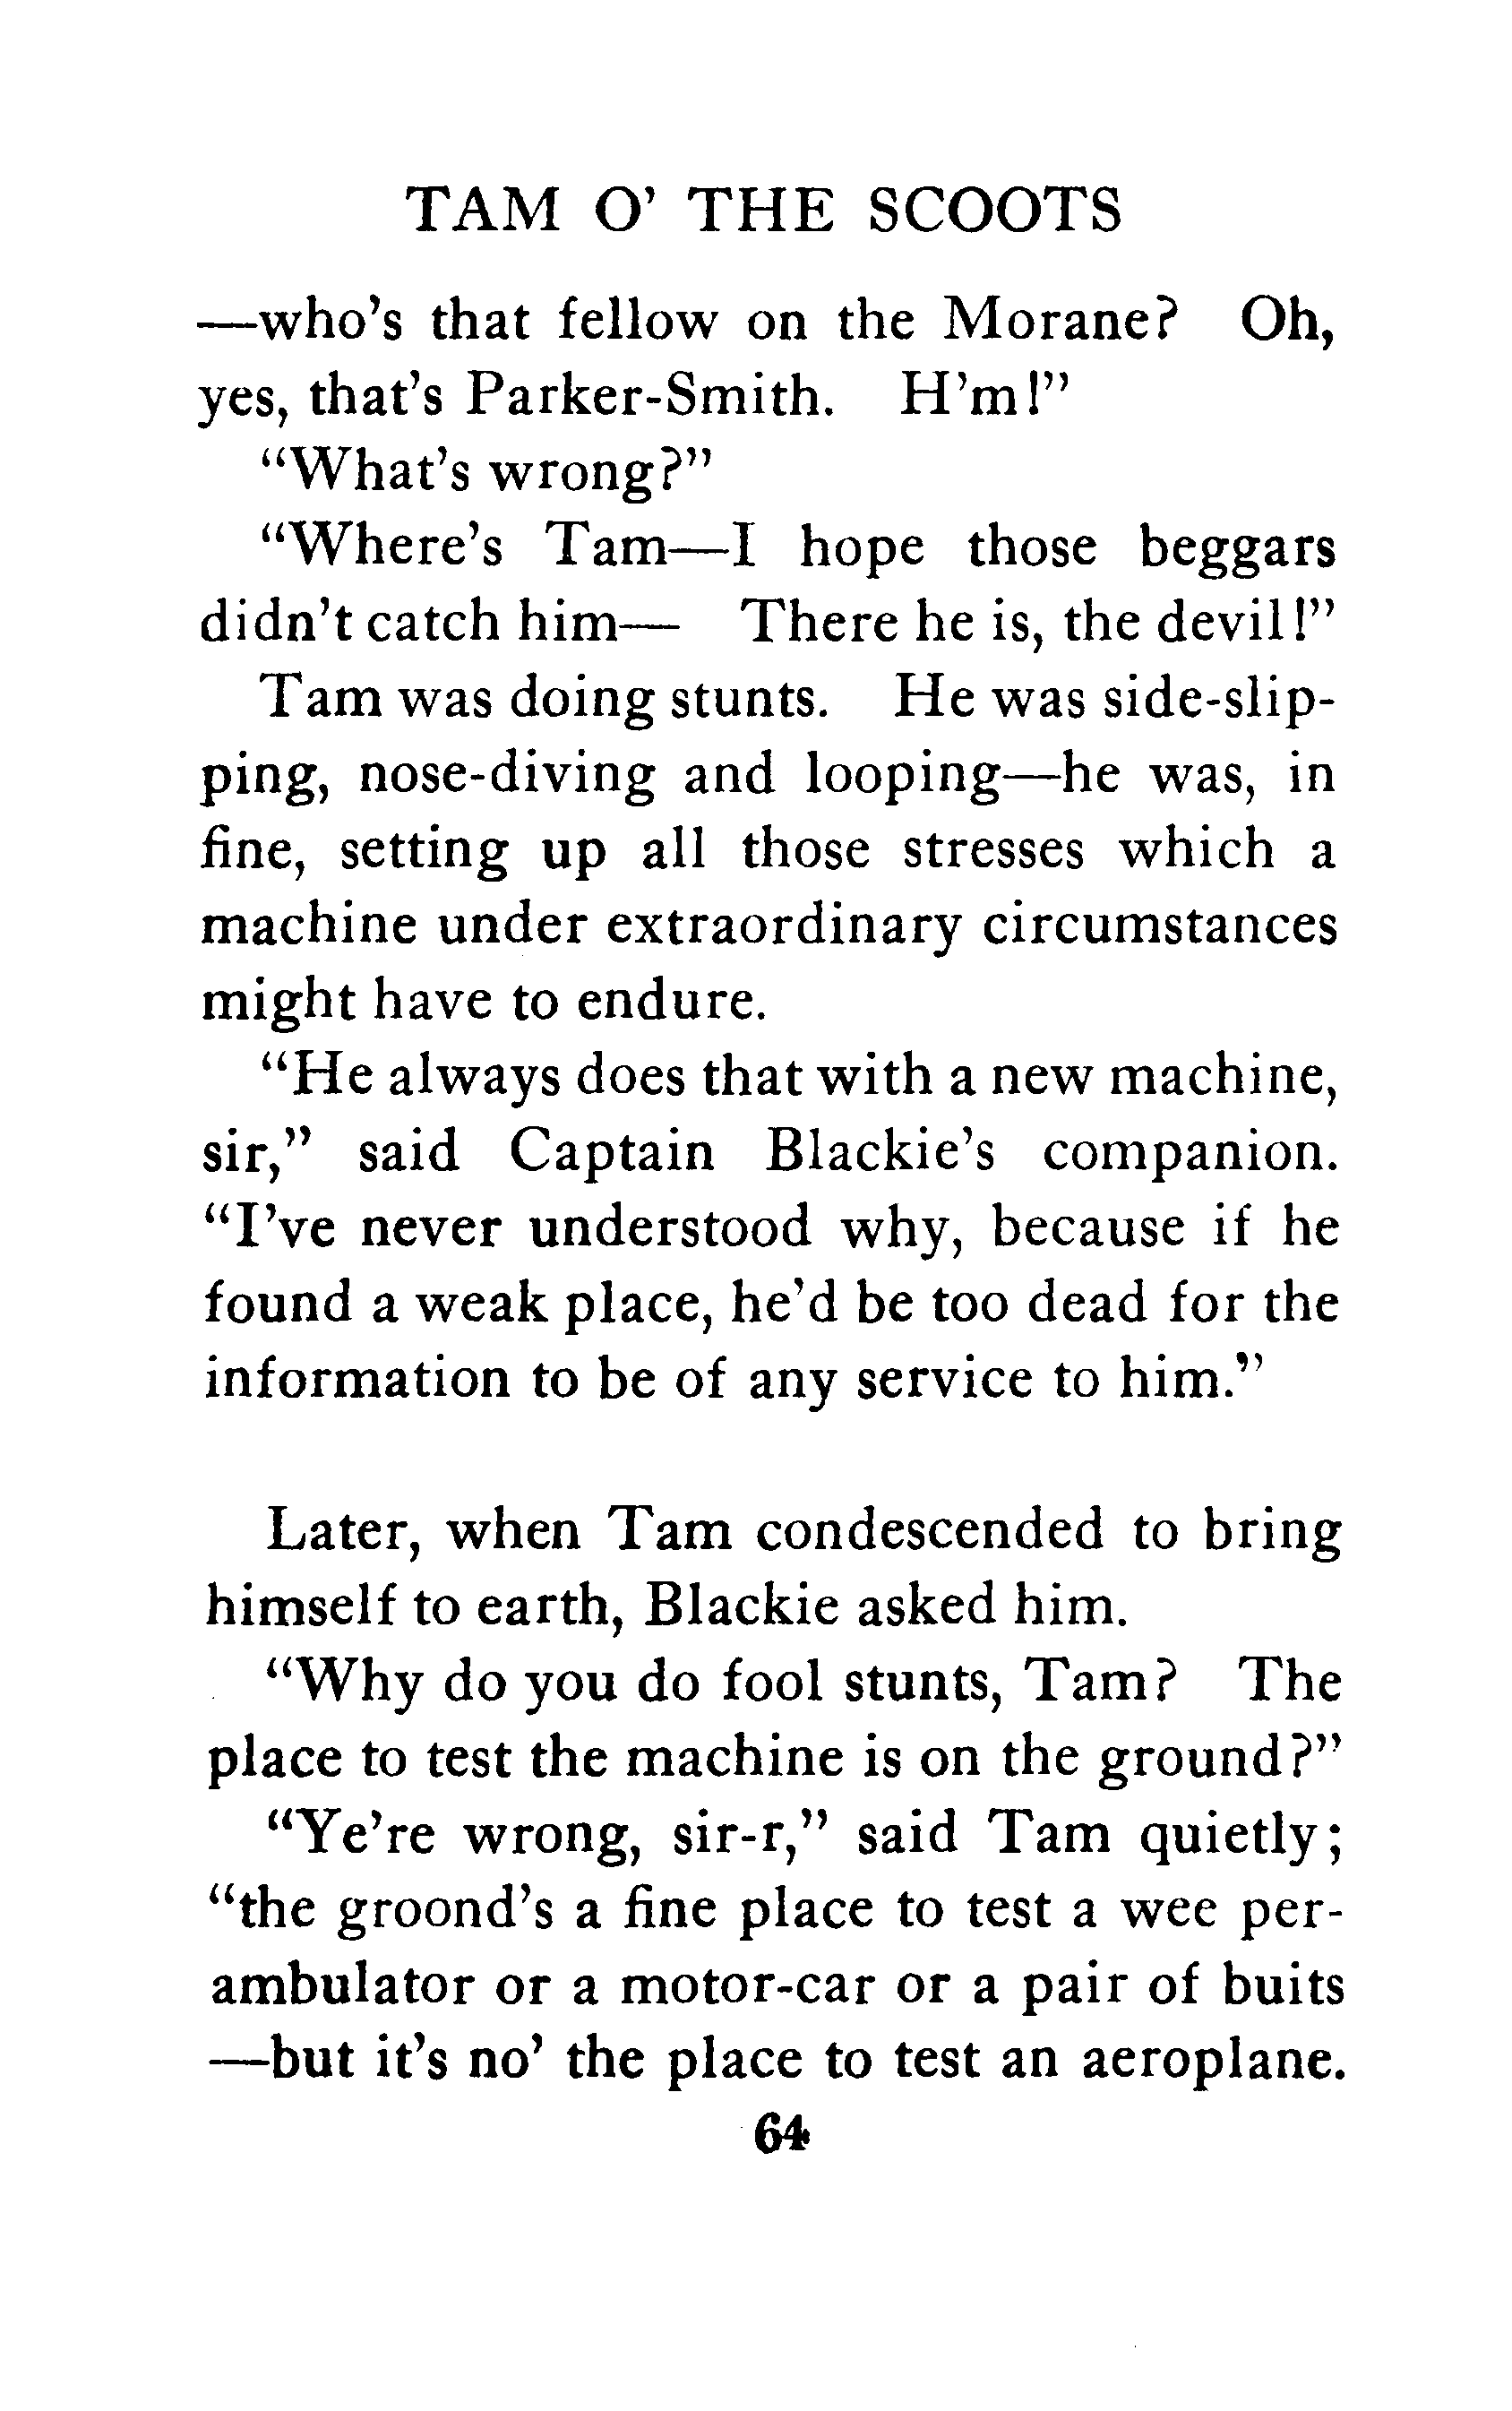 TAM O' THE SCOOTS
—who's that fellow on the Morane? Oh,
yes, that's Parker-Smith. H'm!"
"What's wrong?"
"Where's Tam—I hope those beggars
didn't catch him— There he is, the devil!"
Tam was doing stunts. He was side-slip-
ping, nose-diving and looping—he was, in
fine, setting up all those stresses which a
machine under extraordinary circumstances
might have to endure.
"He always does that with a new machine,
sir," said Captain Blackie's companion.
"I've never understood why, because if he
found a weak place, he'd be too dead for the
information to be of any service to him."
Later, when Tam condescended to bring
himself to earth, Blackie asked him.
"Why do you do fool stunts, Tam? The
place to test the machine is on the ground?"
"Ye're wrong, sir-r," said Tam quietly;
"the groond's a fine place to test a wee per-
ambulator or a motor-car or a pair of buits
—but it's no' the place to test an aeroplane.
64